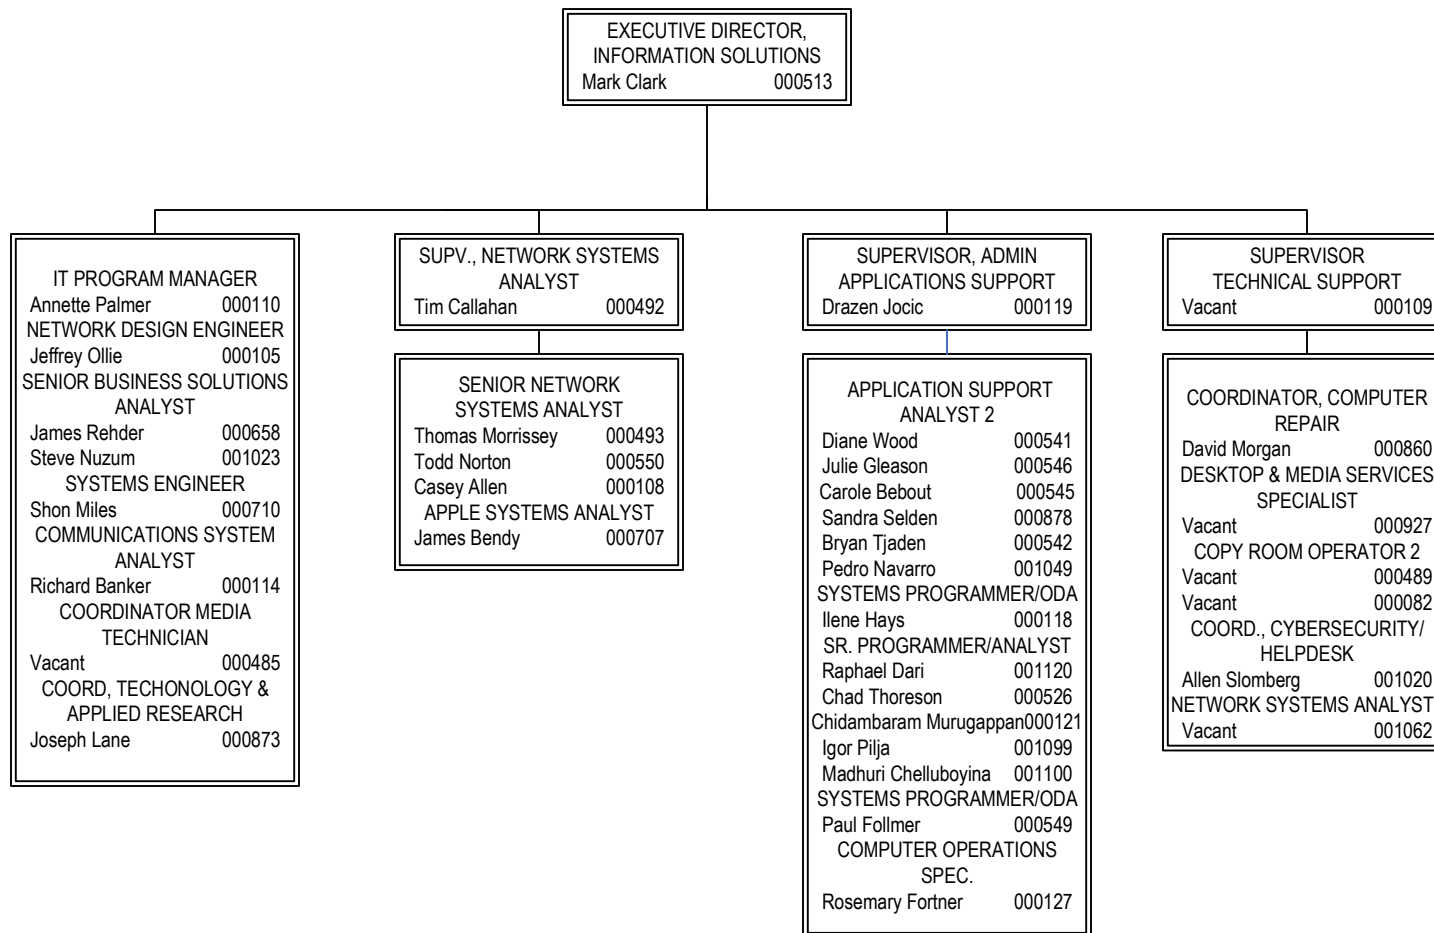 EXECUTIVE DIRECTOR,
INFORMATION SOLUTIONS
Mark Clark 000513
IT PROGRAM MANAGER
Annette Palmer 000110
NETWORK DESIGN ENGINEER
Jeffrey Ollie 000105
SENIOR BUSINESS SOLUTIONS
ANALYST
James Rehder 000658
Steve Nuzum 001023
SYSTEMS ENGINEER
Shon Miles 000710
COMMUNICATIONS SYSTEM
ANALYST
Richard Banker 000114
COORDINATOR MEDIA
TECHNICIAN
Vacant 000485
COORD, TECHONOLOGY &
APPLIED RESEARCH
Joseph Lane 000873
SUPV., NETWORK SYSTEMS
ANALYST
Tim Callahan 000492
SENIOR NETWORK
SYSTEMS ANALYST
Thomas Morrissey 000493
Todd Norton 000550
Casey Allen 000108
APPLE SYSTEMS ANALYST
James Bendy 000707
SUPERVISOR, ADMIN
APPLICATIONS SUPPORT
Drazen Jocic 000119
APPLICATION SUPPORT
ANALYST 2
Diane Wood 000541
Julie Gleason 000546
Carole Bebout 000545
Sandra Selden 000878
Bryan Tjaden 000542
Pedro Navarro 001049
SYSTEMS PROGRAMMER/ODA
Ilene Hays 000118
SR. PROGRAMMER/ANALYST
Raphael Dari 001120
Chad Thoreson 000526
Chidambaram Murugappan000121
Igor Pilja 001099
Madhuri Chelluboyina 001100
SYSTEMS PROGRAMMER/ODA
Paul Follmer 000549
COMPUTER OPERATIONS
SPEC.
Rosemary Fortner 000127
SUPERVISOR
TECHNICAL SUPPORT
Vacant 000109
COORDINATOR, COMPUTER
REPAIR
David Morgan 000860
DESKTOP & MEDIA SERVICES
SPECIALIST
Vacant 000927
COPY ROOM OPERATOR 2
Vacant 000489
Vacant 000082
COORD., CYBERSECURITY/
HELPDESK
Allen Slomberg 001020
NETWORK SYSTEMS ANALYST
Vacant 001062